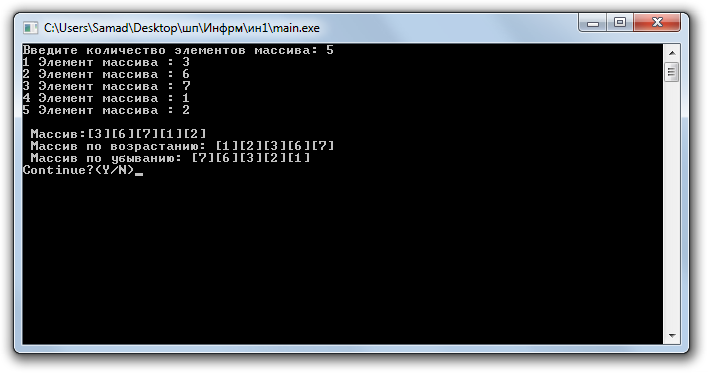 C:\Users\Samad\Desktop\шп\Инфрм\ин1\main.exe
Введите количество элементов массива: 5
1 Элемент массива : 3
2 Элемент массива : 6
3 Элемент массива : 7
4 Элемент массива : 1
5 Элемент массива : 2
Массив:[3][6][7][1][2]
Массив по возрастанию: [1][2][3][6][7]
Массив по убыванию: [7][6][3][2][1]
Continue?(Y/N)_